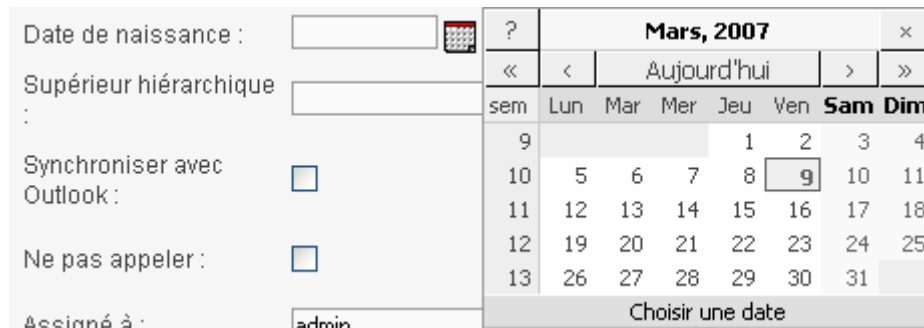 Date de naissance :
Supérieur hiérarchique
:
Synchroniser avec
Outlook :
Ne pas appeler :
Assigné à :
admin
? Mars, 2007 ×
« < Aujourd'hui > »
sem Lun Mar Mer Jeu Ven Sam Dim
9 1 2 3 4
10 5 6 7 8 9 10 11
11 12 13 14 15 16 17 18
12 19 20 21 22 23 24 25
13 26 27 28 29 30 31
Choisir une date